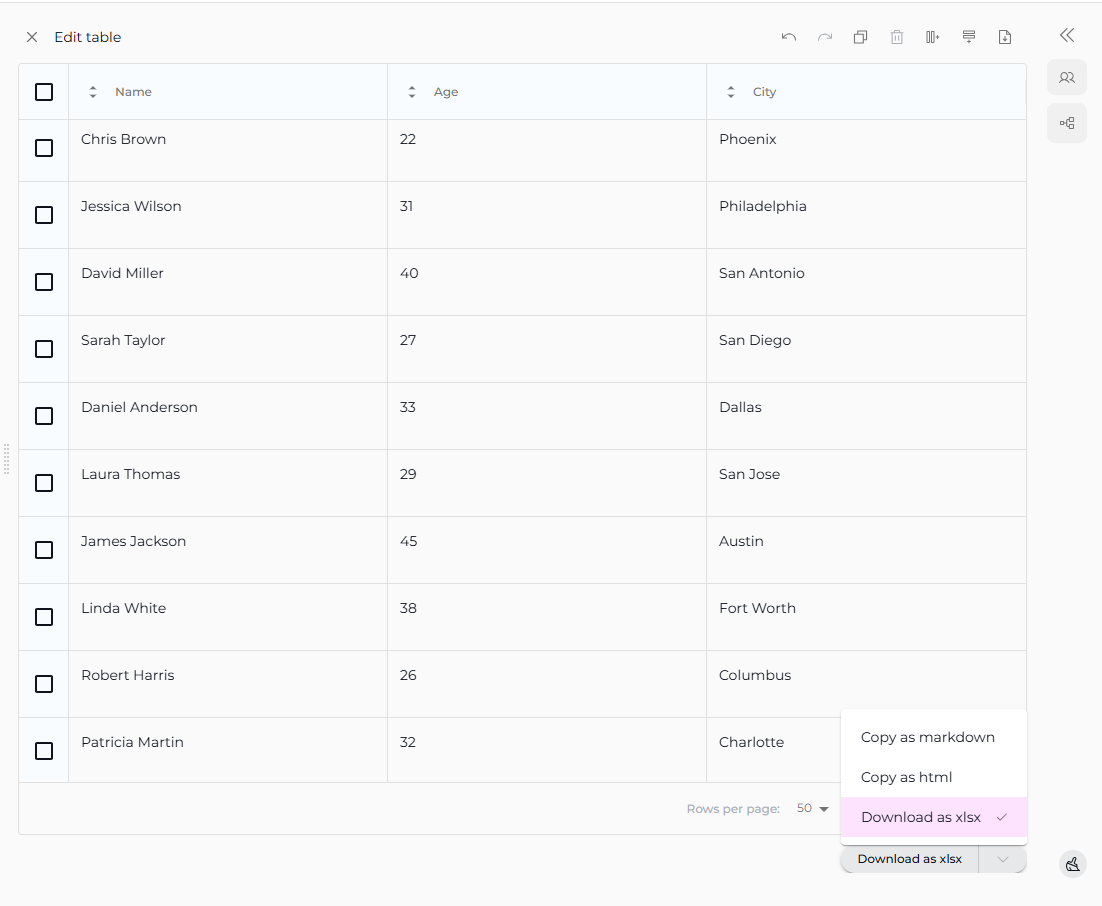 Edit table
Name Age City
Chris Brown 22 Phoenix
Jessica Wilson 31 Philadelphia
David Miller 40 San Antonio
Sarah Taylor 27 San Diego
Daniel Anderson 33 Dallas
Laura Thomas 29 San Jose
James Jackson 45 Austin
Linda White 38 Fort Worth
Robert Harris 26 Columbus
Patricia Martin 32 Charlotte
Rows per page: 50
Copy as markdown
Copy as html
Download as xlsx
Download as xlsx